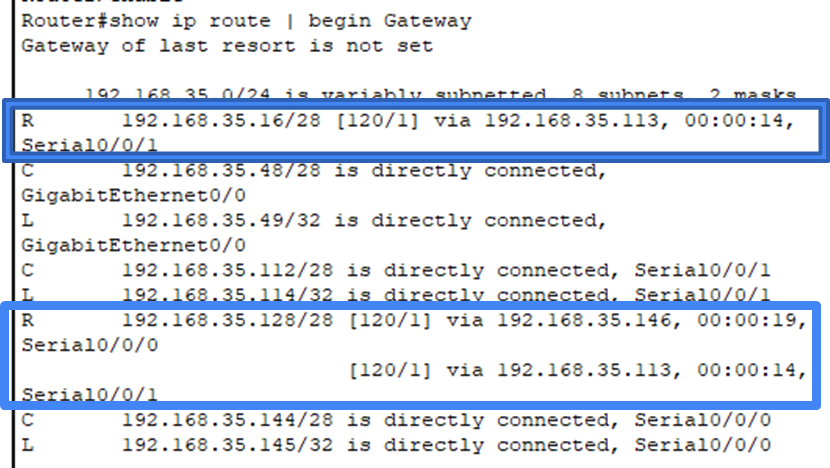 Router#show ip route | begin Gateway
Gateway of last resort is not set
192.168.35.0/24 is variably subnetted, 8 subnets, 2 masks
R 192.168.35.16/28 [120/1] via 192.168.35.113, 00:00:14,
Serial0/0/1
C 192.168.35.48/28 is directly connected,
GigabitEthernet0/0
L 192.168.35.49/32 is directly connected,
GigabitEthernet0/0
C 192.168.35.112/28 is directly connected, Serial0/0/1
L 192.168.35.114/32 is directly connected, Serial0/0/1
R 192.168.35.128/28 [120/1] via 192.168.35.146, 00:00:19,
Serial0/0/0
[120/1] via 192.168.35.113, 00:00:14,
Serial0/0/1
C 192.168.35.144/28 is directly connected, Serial0/0/0
L 192.168.35.145/32 is directly connected, Serial0/0/0